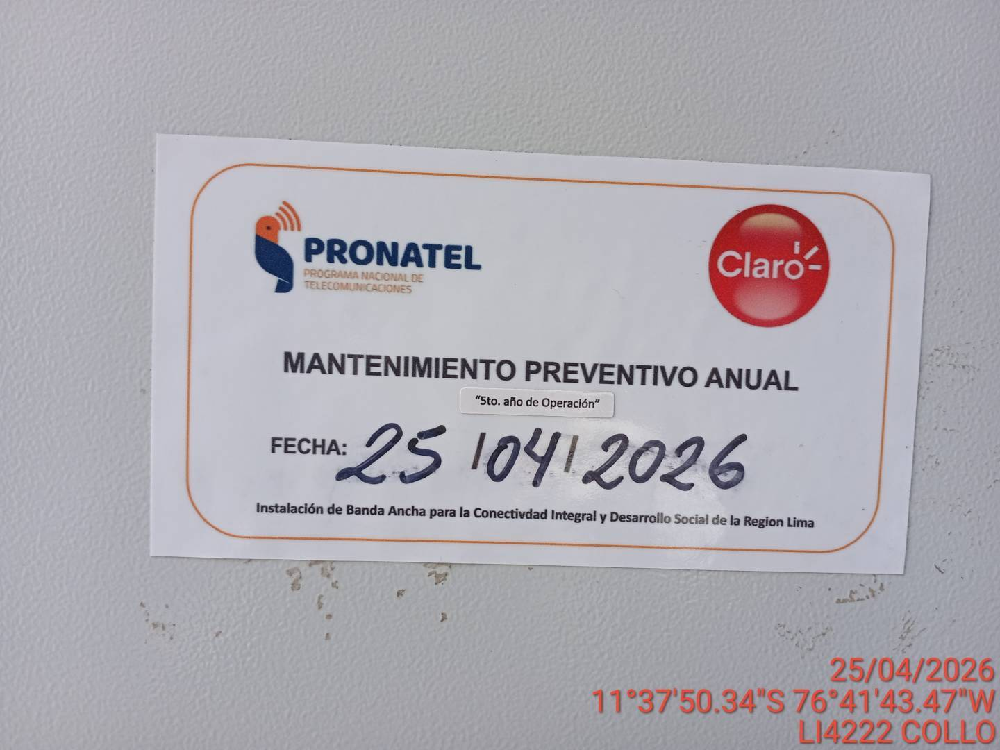 PRONATEL
PROGRAMA NACIONAL DE
TELECOMUNICACIONES
Claro
MANTENIMIENTO PREVENTIVO ANUAL
“5to. año de Operación”
FECHA: 25/04/2026
Instalación de Banda Ancha para la Conectivdad Integral y Desarrollo Social de la Region Lima
25/04/2026
11°37'50.34"S 76°41'43.47"W
LI4222 COLLO